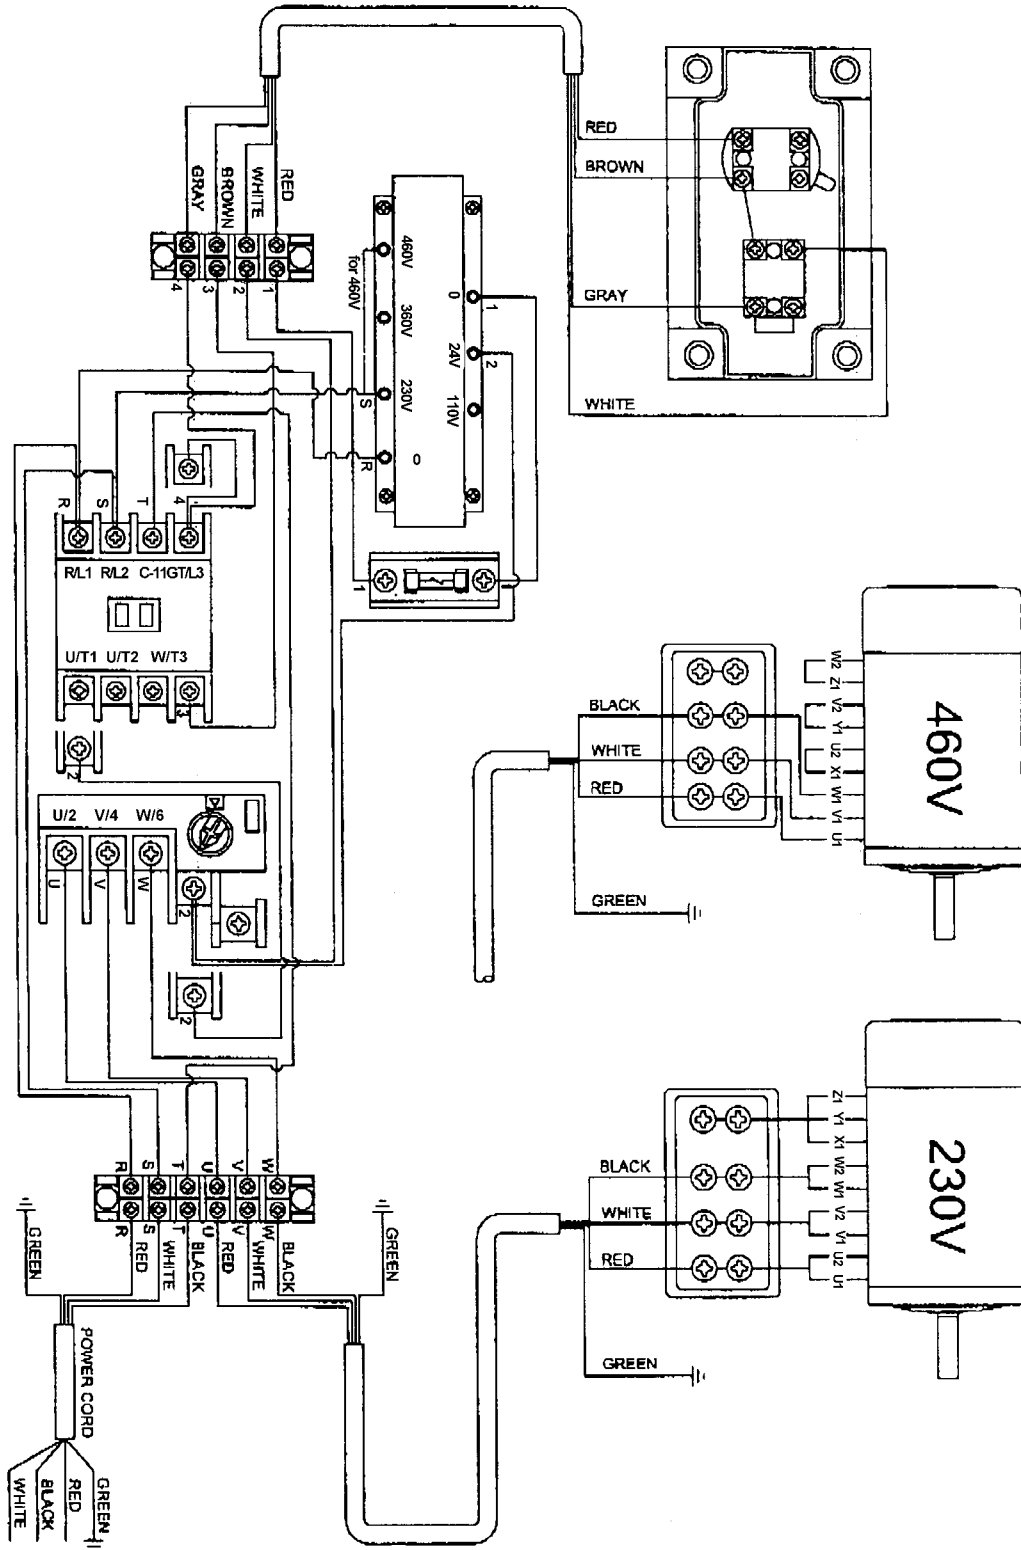 RED
BROWN
GRAY
WHITE
GRAY
BROWN
WHITE
RED
4
3
2
1
460V
for 460V
360V
230V
S
R
0
0
1
24V
2
110V
1
R
S
T
4
R/L1 R/L2 C-11GT/L3
U/T1 U/T2 W/T3
3
2
U/2 V/4 W/6
U
V
W
2
2
460V
W2
Z1
V2
Y1
U2
X1
W1
V1
U1
BLACK
WHITE
RED
GREEN
230V
Z1
Y1
X1
W2
W1
V2
V1
U2
U1
BLACK
WHITE
RED
GREEN
R
S
T
U
V
W
R
S
T
U
V
W
GREEN
RED
WHITE
BLACK
RED
WHITE
BLACK
GREEN
POWER CORD
WHITE
BLACK
RED
GREEN